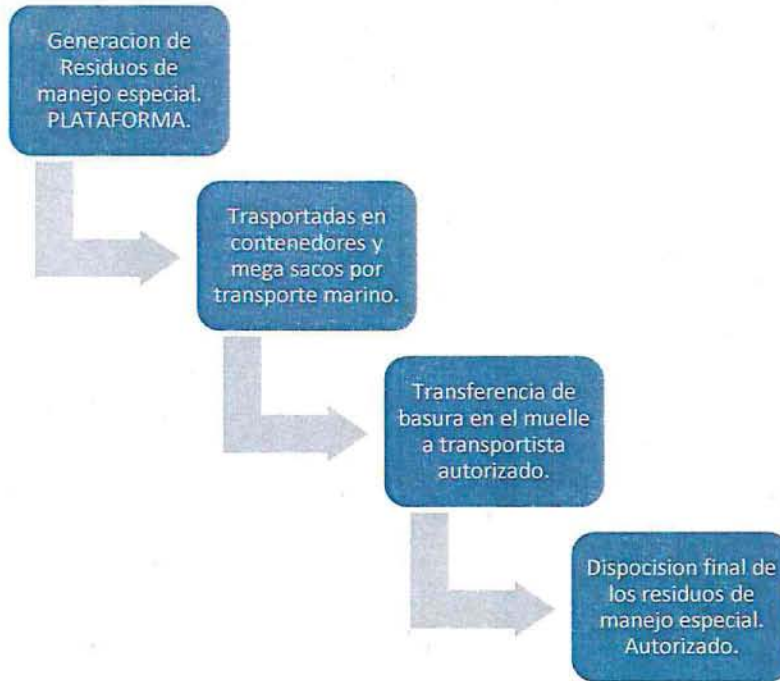 Generacion de
Residuos de
manejo especial.
PLATAFORMA.
Trasportadas en
contenedores y
mega sacos por
transporte marino.
Transferencia de
basura en el muelle
a transportista
autorizado.
Dispocision final de
los residuos de
manejo especial.
Autorizado.